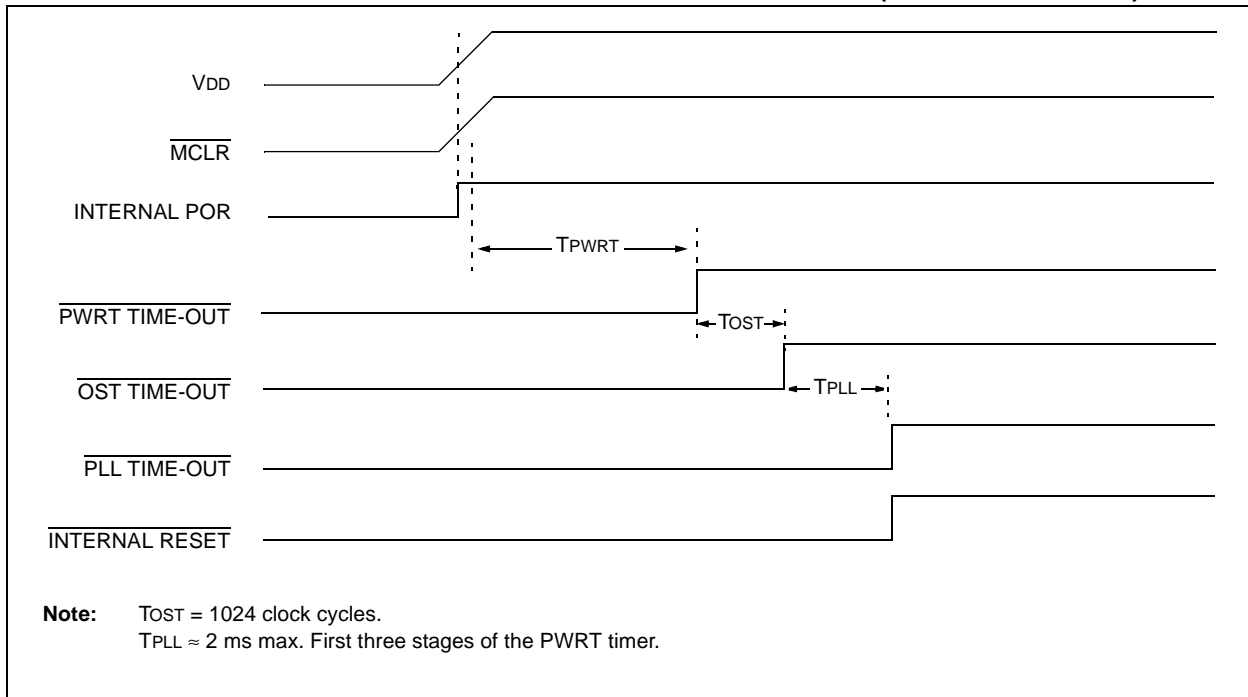 VDD
MCLR
INTERNAL POR
TPWRT
PWRT TIME-OUT
TOST
OST TIME-OUT
TPLL
PLL TIME-OUT
INTERNAL RESET
Note: TOST = 1024 clock cycles.
TPLL ≈ 2 ms max. First three stages of the PWRT timer.